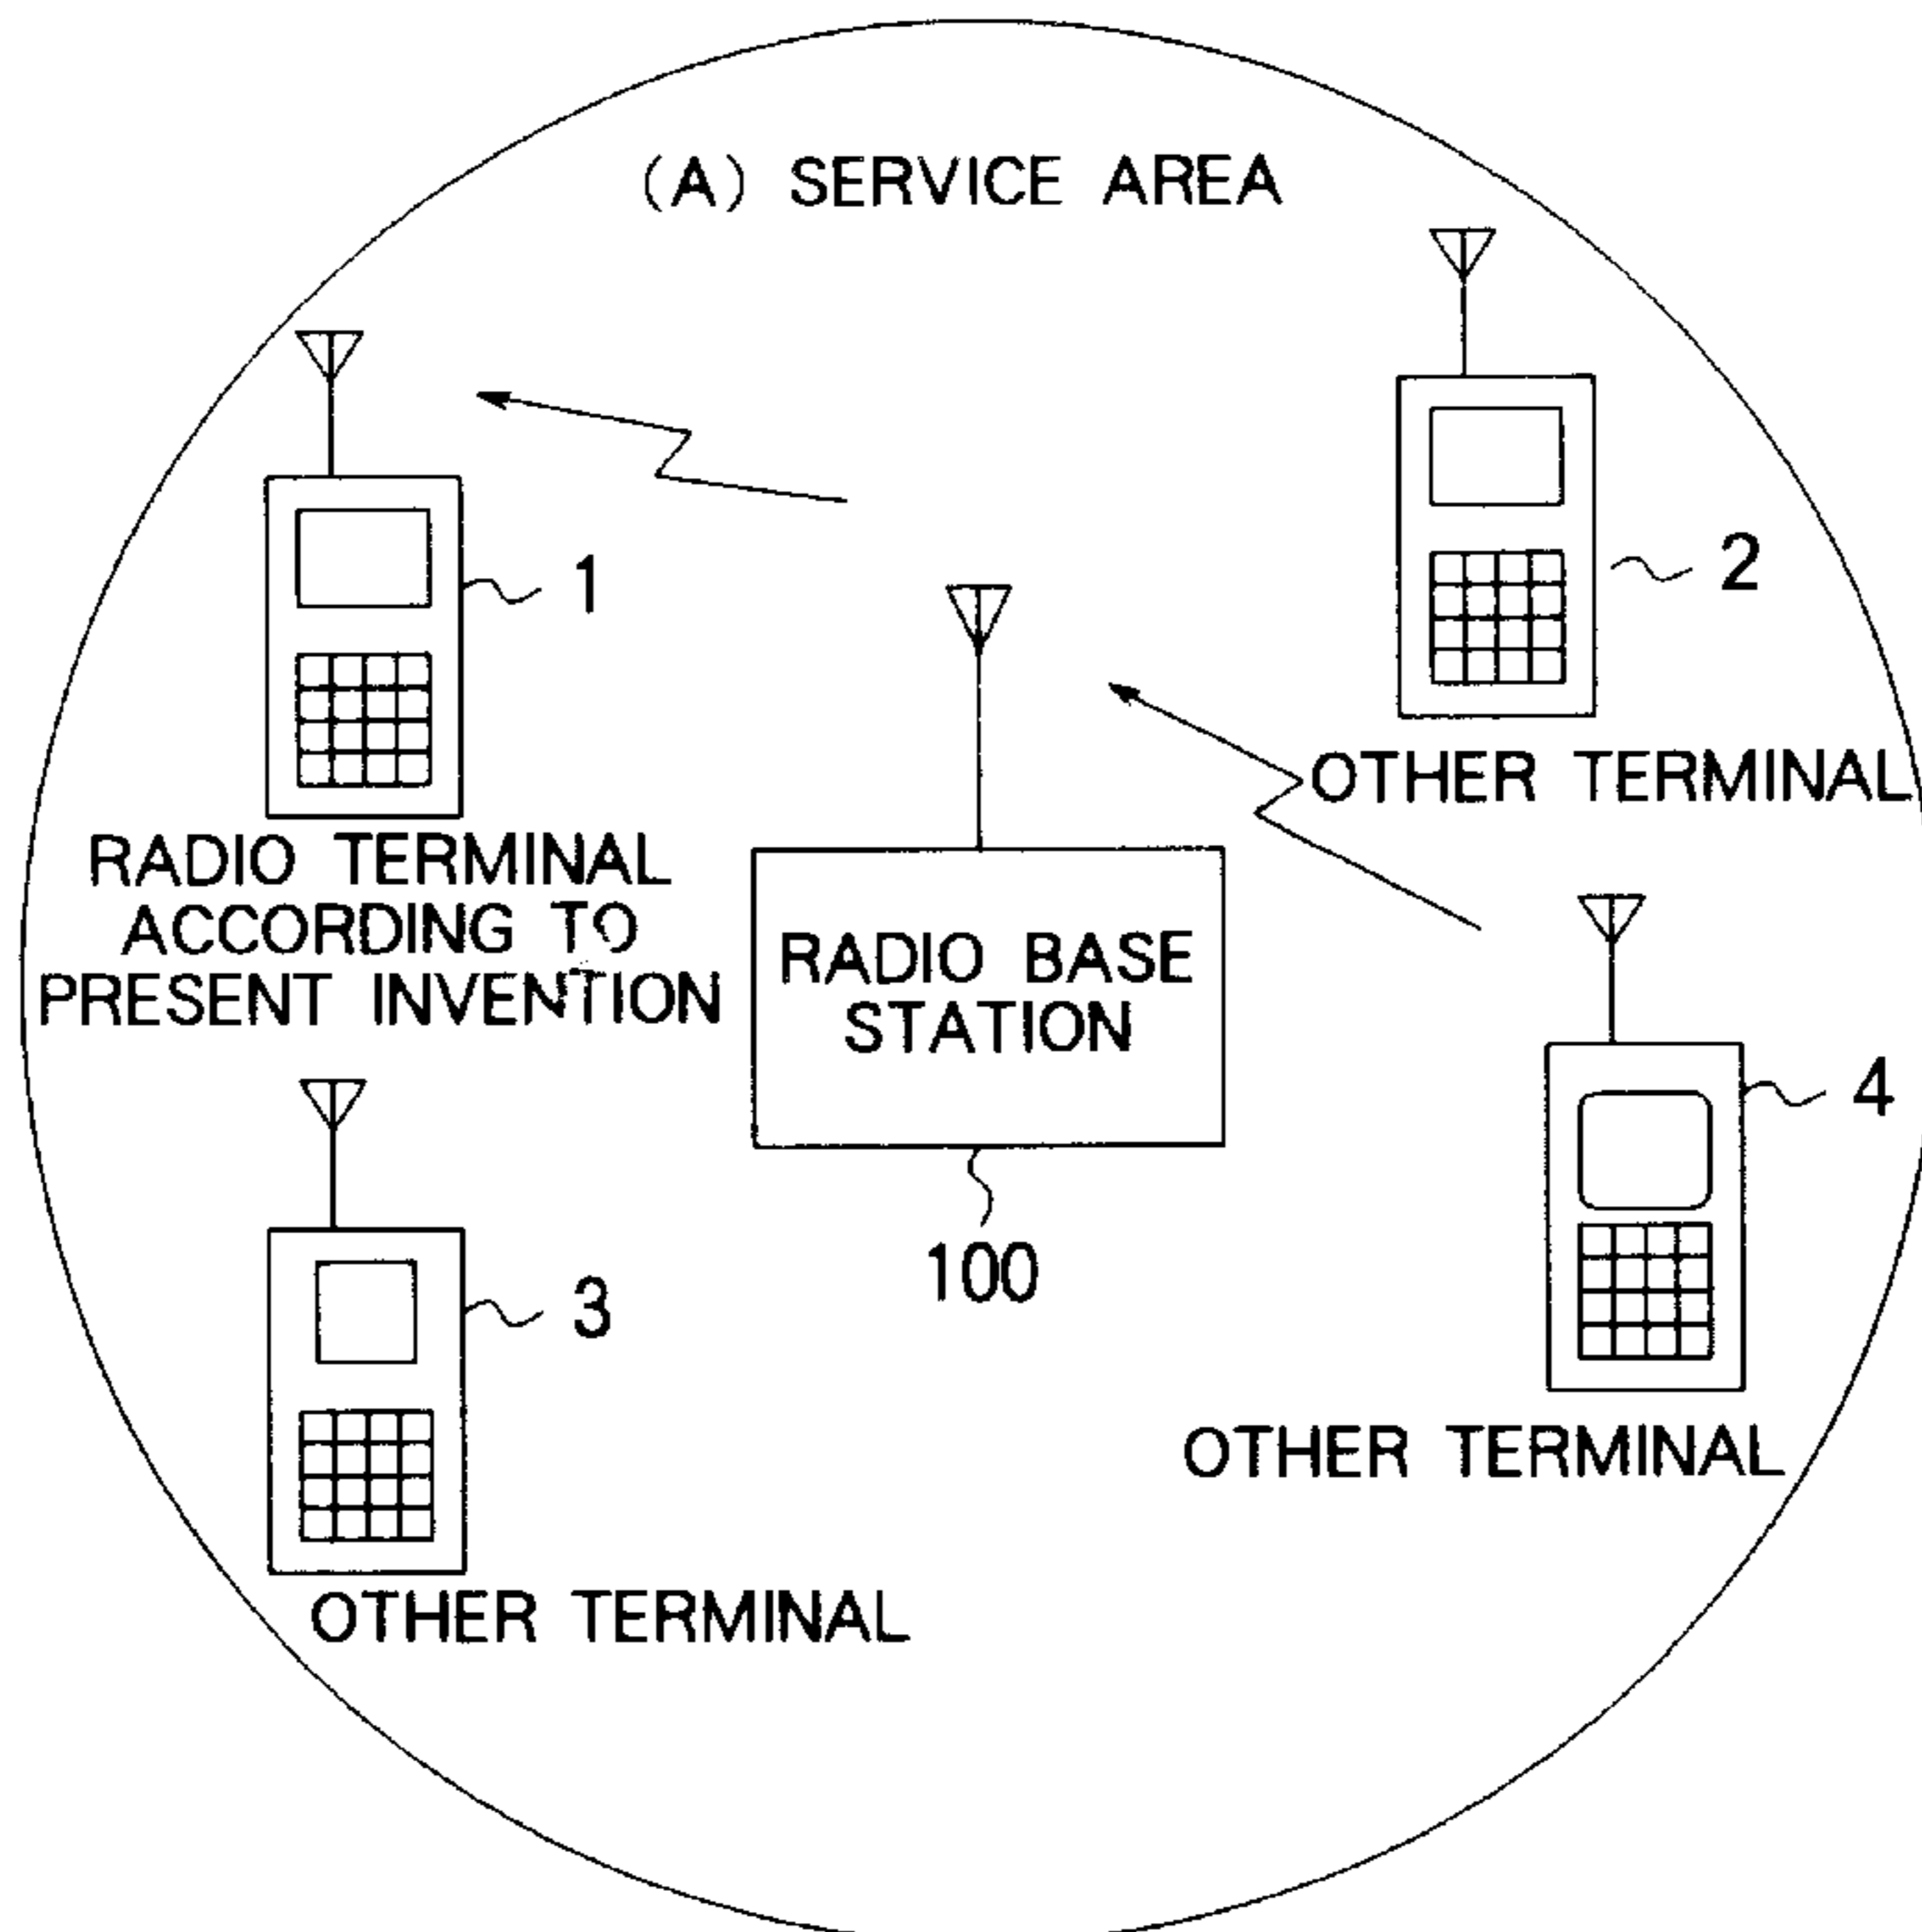 (A) SERVICE AREA
1
2
RADIO TERMINAL
ACCORDING TO
PRESENT INVENTION
OTHER TERMINAL
RADIO BASE
STATION
100
3
OTHER TERMINAL
4
OTHER TERMINAL